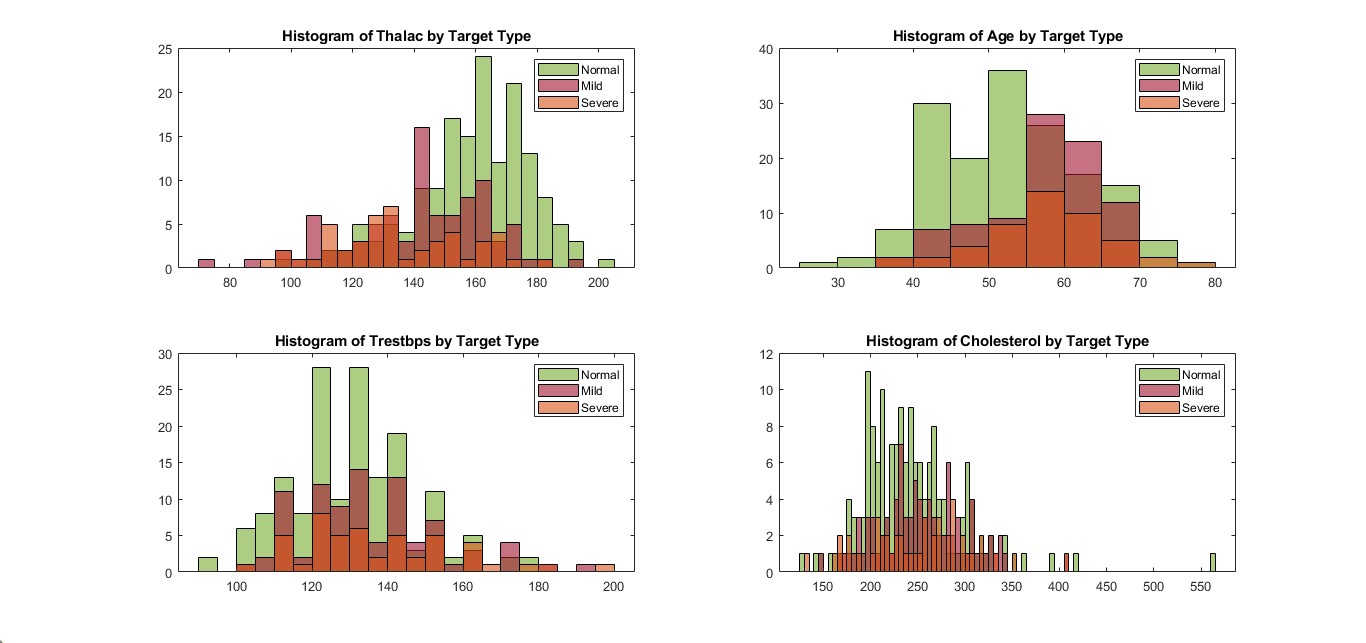 Histogram of Thalac by Target Type
25
20
15
10
5
0
80 100 120 140 160 180 200
Normal
Mild
Severe
Histogram of Age by Target Type
40
30
20
10
0
30 40 50 60 70 80
Normal
Mild
Severe
Histogram of Trestbps by Target Type
30
25
20
15
10
5
0
100 120 140 160 180 200
Normal
Mild
Severe
Histogram of Cholesterol by Target Type
12
10
8
6
4
2
0
150 200 250 300 350 400 450 500 550
Normal
Mild
Severe